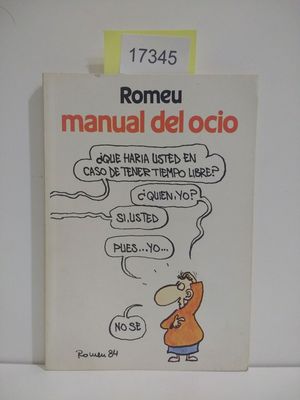 17345
Romeu
manual del ocio
¿QUE HARIA USTED EN
CASO DE TENER TIEMPO LIBRE?
¿QUIEN, YO?
SI, USTED
PUES...YO...
NO SE
Romeu 84